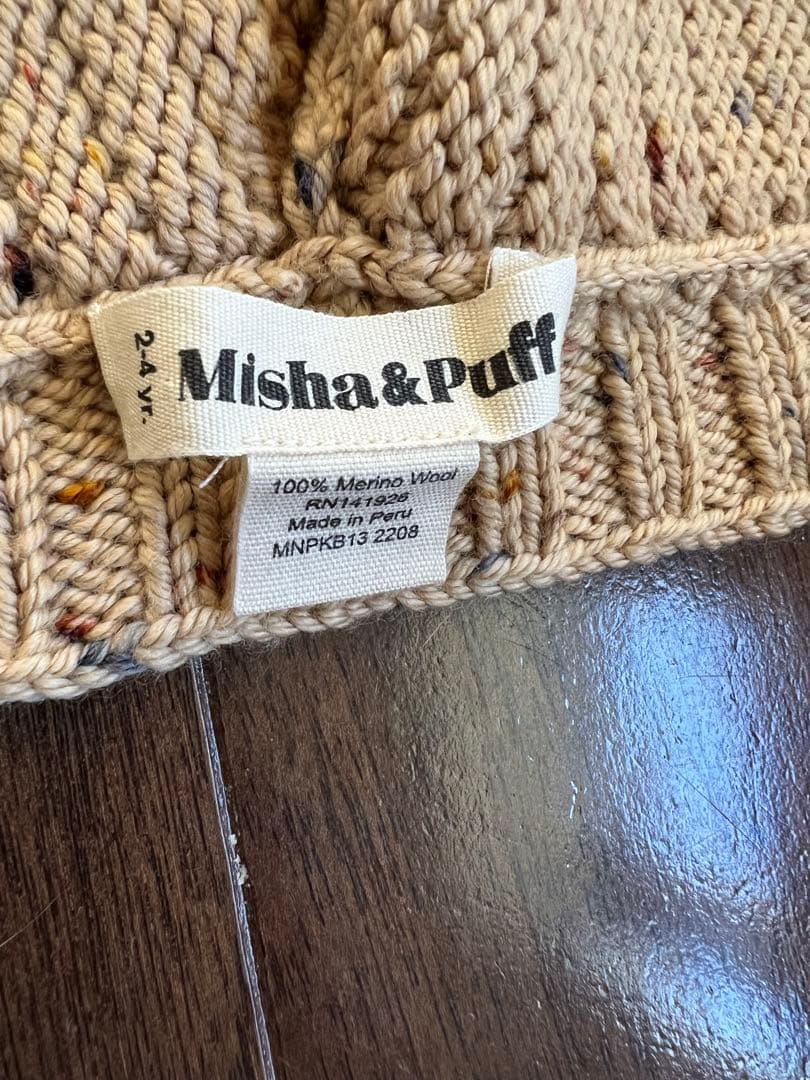 2-4 yr.
Misha&Puff
100% Merino Wool
RN141926
Made in Peru
MNPKB13 2208